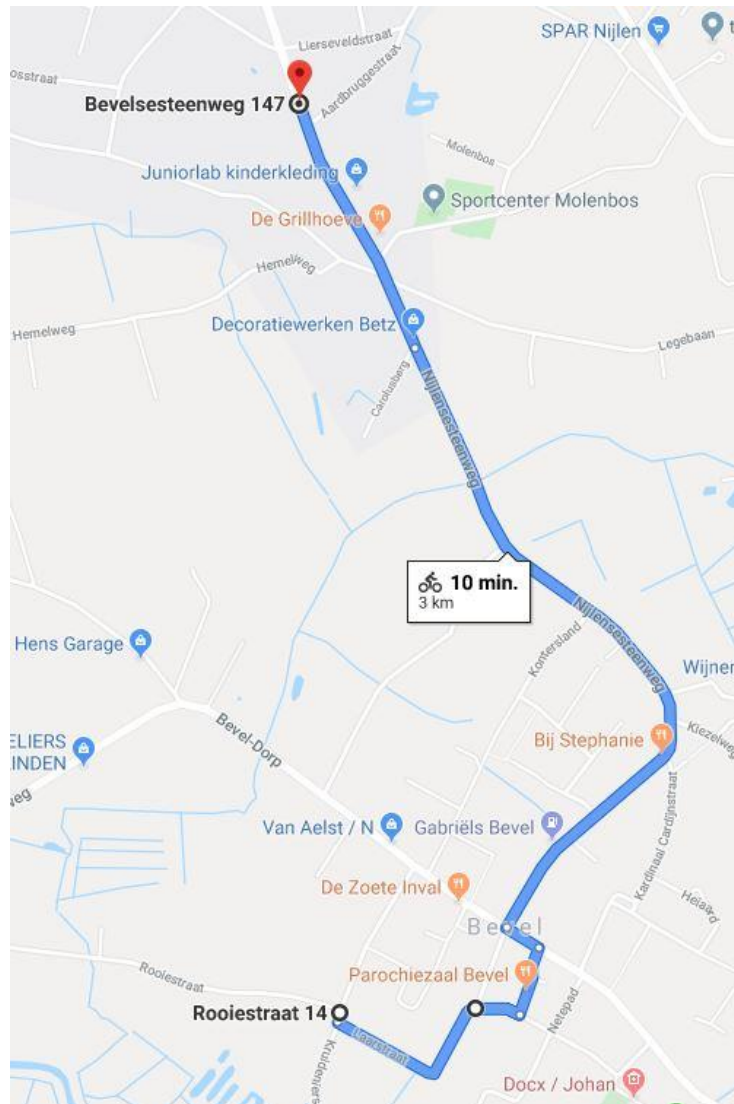 Lierseveldstraat
SPAR Nijlen
t
osstraat
Aardbruggestraat
Bevelsesteenweg 147
Molenbos
Juniorlab kinderkleding
Sportcenter Molenbos
De Grillhoeve
Hemelweg
Hemelweg
Decoratiewerken Betz
Legebaan
Carolusberg
Nijlensesteenweg
10 min.
3 km
Nijlensesteenweg
Kontersland
Hens Garage
Wijner
Kiezelweg
Bij Stephanie
ELIERS
INDEN
Bevel-Dorp
weg
Van Aelst / N
Gabriëls Bevel
Kardinaal Cardijnstraat
De Zoete Inval
Heiaard
Bevel
Parochiezaal Bevel
Rooiestraat
Netepad
Rooiestraat 14
Laarstraat
Kruideniers
Docx / Johan